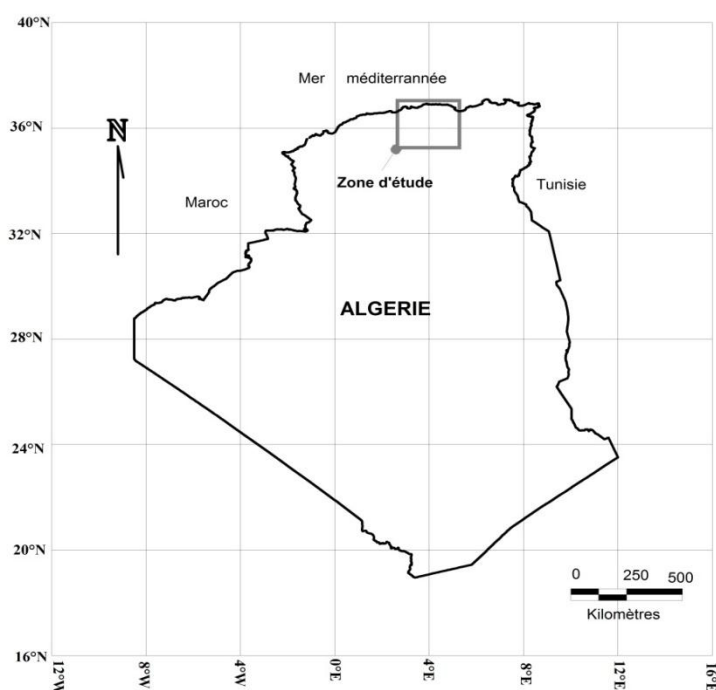 40°N
Mer méditerrannée
36°N
N
Zone d'étude
Maroc
Tunisie
32°N
ALGERIE
28°N
24°N
20°N
0 250 500
Kilomètres
16°N
12°W 8°W 4°W 0°E 4°E 8°E 12°E 16°E